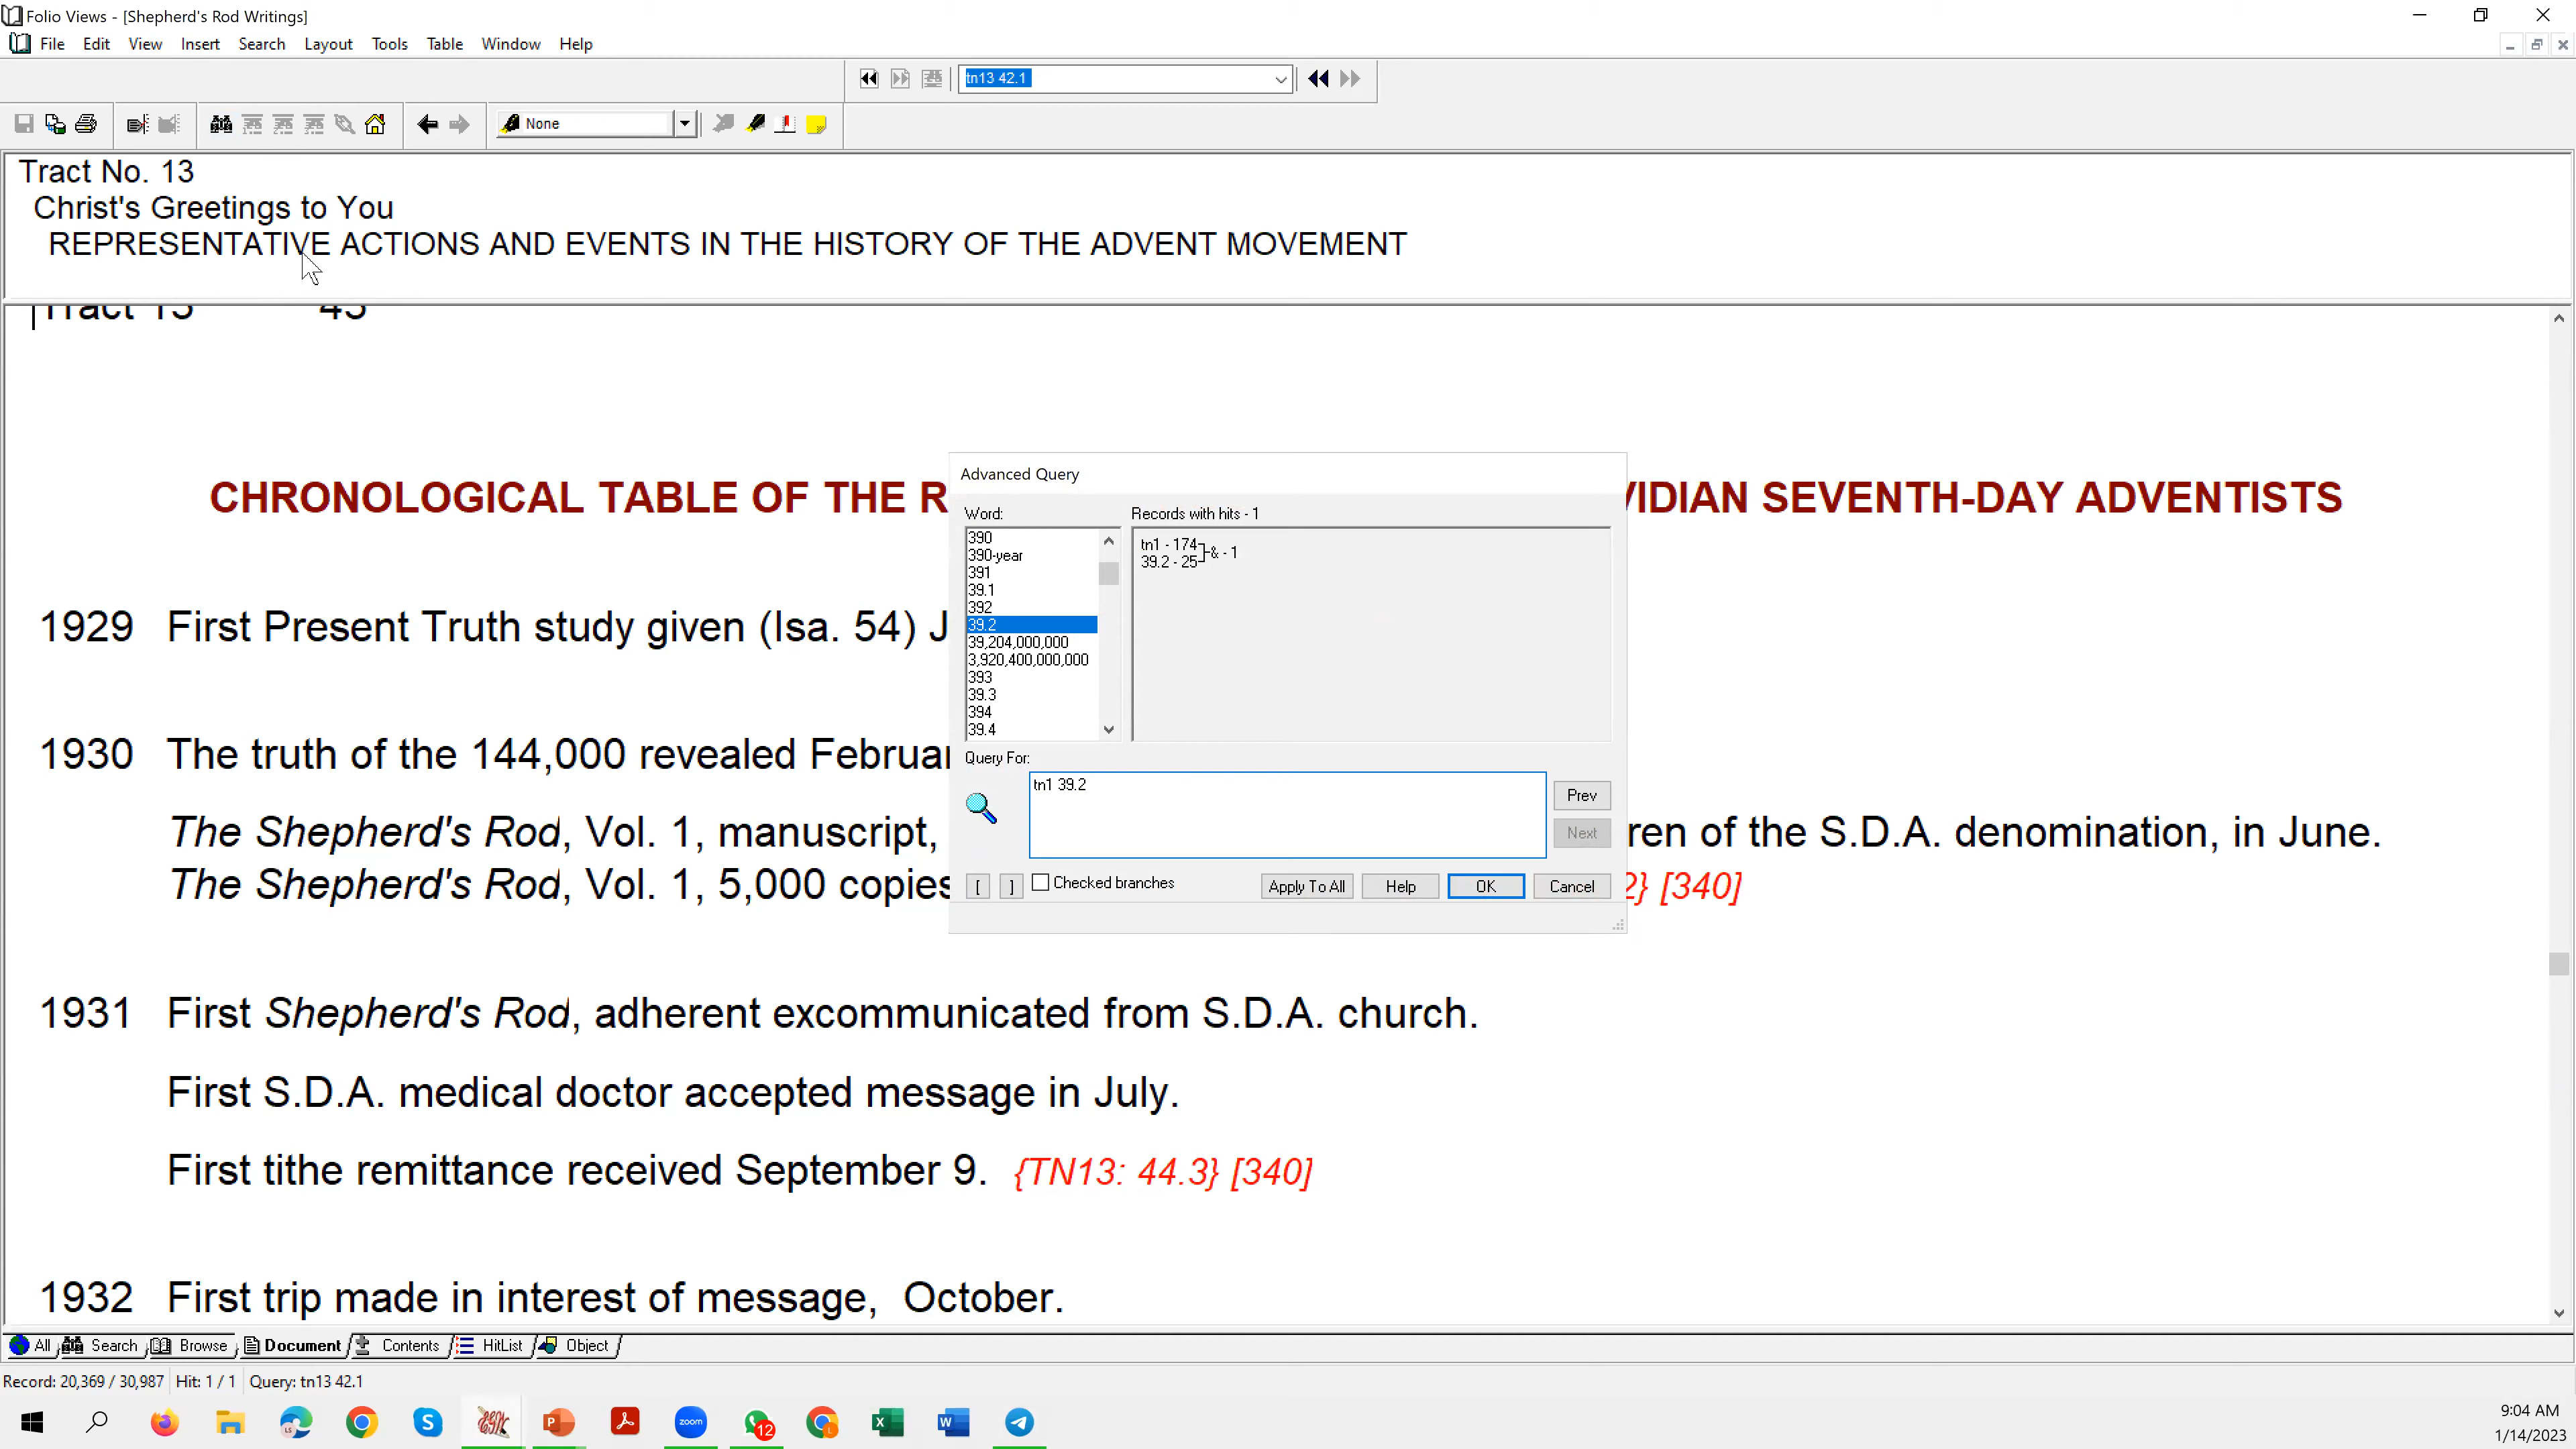 Folio Views - [Shepherd's Rod Writings]
File Edit View Insert Search Layout Tools Table Window Help
tn13 42.1
None
Tract No. 13
Christ's Greetings to You
REPRESENTATIVE ACTIONS AND EVENTS IN THE HISTORY OF THE ADVENT MOVEMENT
Tract 13 43
CHRONOLOGICAL TABLE OF THE R
VIDIAN SEVENTH-DAY ADVENTISTS
1929 First Present Truth study given (Isa. 54) J
1930 The truth of the 144,000 revealed Februar
The Shepherd's Rod, Vol. 1, manuscript,
ren of the S.D.A. denomination, in June.
The Shepherd's Rod, Vol. 1, 5,000 copies
2} [340]
1931 First Shepherd's Rod, adherent excommunicated from S.D.A. church.
First S.D.A. medical doctor accepted message in July.
First tithe remittance received September 9. {TN13: 44.3} [340]
1932 First trip made in interest of message, October.
Advanced Query
Word:
390
390-year
391
39.1
392
39.2
39,204,000,000
3,920,400,000,000
393
39.3
394
39.4
Records with hits - 1
tn1 - 174
39.2 - 25
& - 1
Query For:
tn1 39.2
Prev
Next
[ ] Checked branches
Apply To All Help OK Cancel
All Search Browse Document Contents HitList Object
Record: 20,369 / 30,987 Hit: 1 / 1 Query: tn13 42.1
zoom
12
9:04 AM
1/14/2023